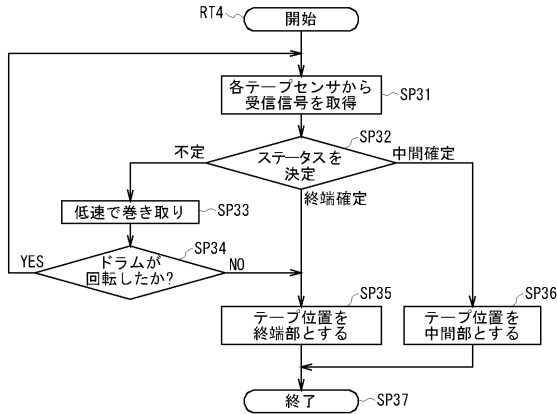 RT4
開始
各テープセンサから
受信信号を取得
SP31
SP32
ステータスを
決定
不定
中間確定
終端確定
低速で巻き取り
SP33
SP34
ドラムが
回転したか?
YES
NO
SP35
テープ位置を
終端部とする
SP36
テープ位置を
中間部とする
終了
SP37